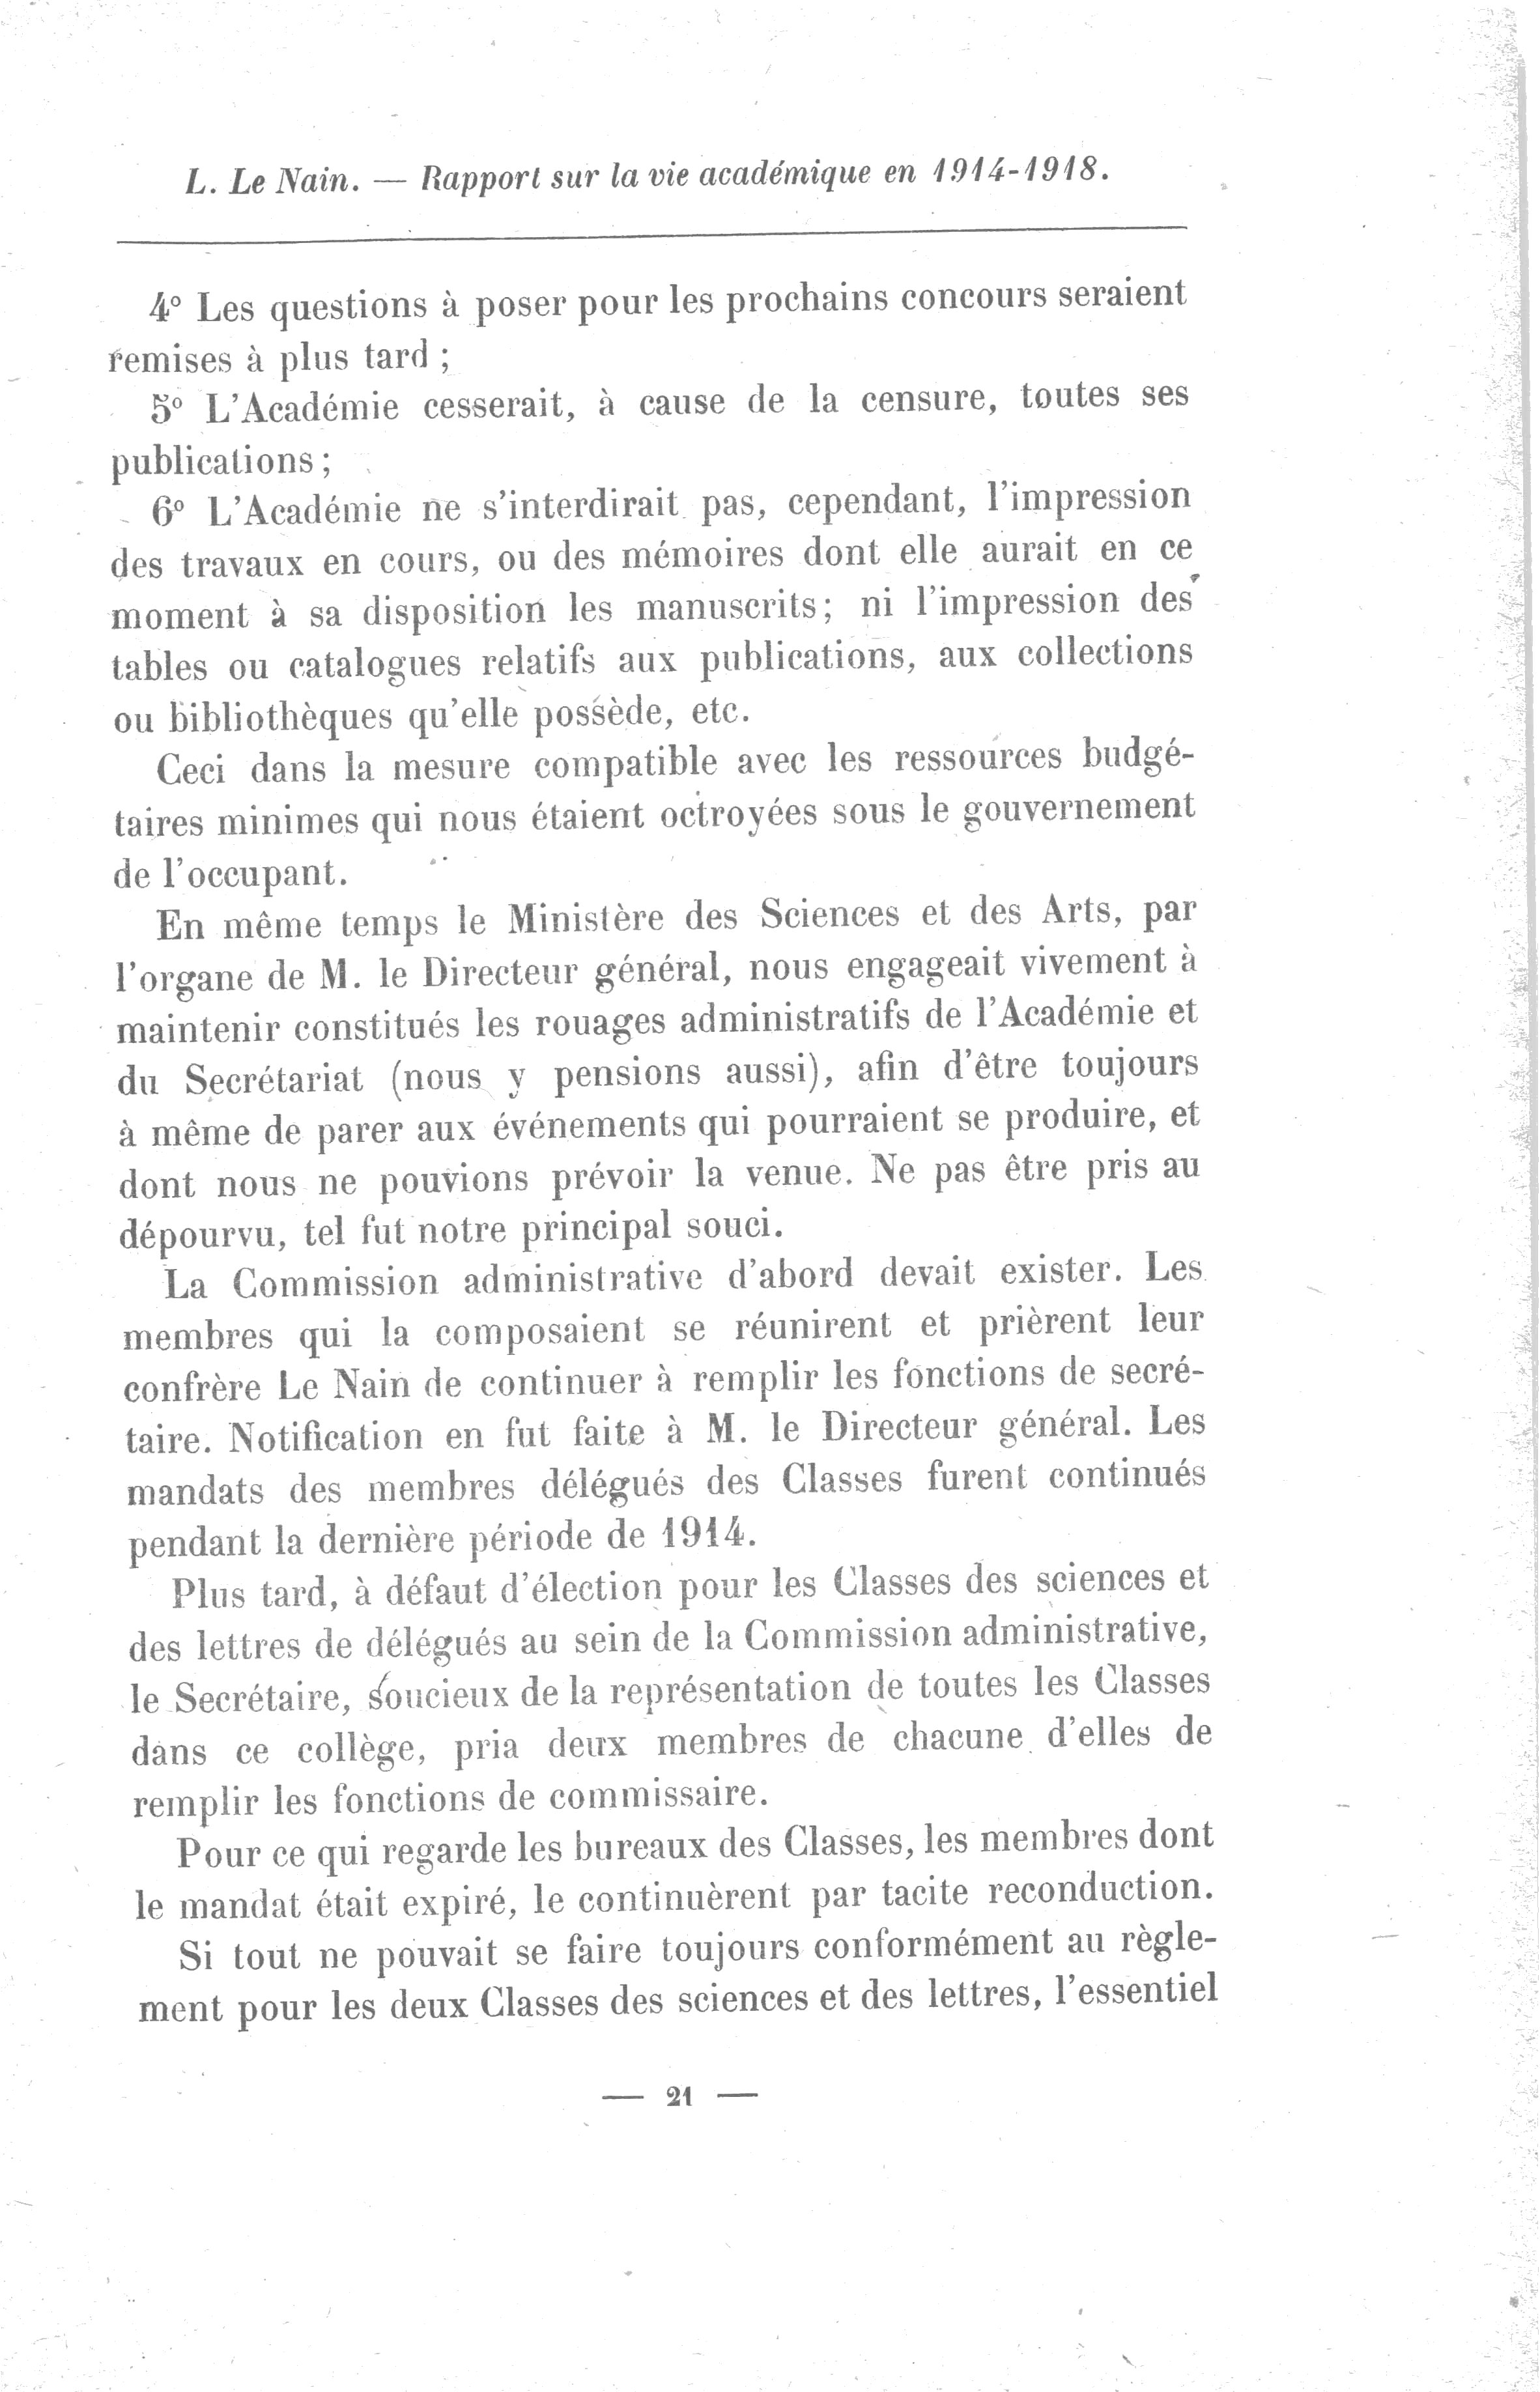 L. Le Nain. — Rapport sur la vie académique en 1914-1918.
4° Les questions à poser pour les prochains concours seraient
remises à plus tard ;
5° L'Académie cesserait, à cause de la censure, toutes ses
publications ;
6° L'Académie ne s'interdirait pas, cependant, l'impression
des travaux en cours, ou des mémoires dont elle aurait en ce
moment à sa disposition les manuscrits; ni l'impression des
tables ou catalogues relatifs aux publications, aux collections
ou bibliothèques qu'elle possède, etc.
Ceci dans la mesure compatible avec les ressources budgé-
taires minimes qui nous étaient octroyées sous le gouvernement
de l'occupant.
En même temps le Ministère des Sciences et des Arts, par
l'organe de M. le Directeur général, nous engageait vivement à
maintenir constitués les rouages administratifs de l'Académie et
du Secrétariat (nous y pensions aussi), afin d'être toujours
à même de parer aux événements qui pourraient se produire, et
dont nous ne pouvions prévoir la venue. Ne pas être pris au
dépourvu, tel fut notre principal souci.
La Commission administrative d'abord devait exister. Les
membres qui la composaient se réunirent et prièrent leur
confrère Le Nain de continuer à remplir les fonctions de secré-
taire. Notification en fut faite à M. le Directeur général. Les
mandats des membres délégués des Classes furent continués
pendant la dernière période de 1914.
Plus tard, à défaut d'élection pour les Classes des sciences et
des lettres de délégués au sein de la Commission administrative,
le Secrétaire, soucieux de la représentation de toutes les Classes
dans ce collège, pria deux membres de chacune d'elles de
remplir les fonctions de commissaire.
Pour ce qui regarde les bureaux des Classes, les membres dont
le mandat était expiré, le continuèrent par tacite reconduction.
Si tout ne pouvait se faire toujours conformément au règle-
ment pour les deux Classes des sciences et des lettres, l'essentiel
— 21 —